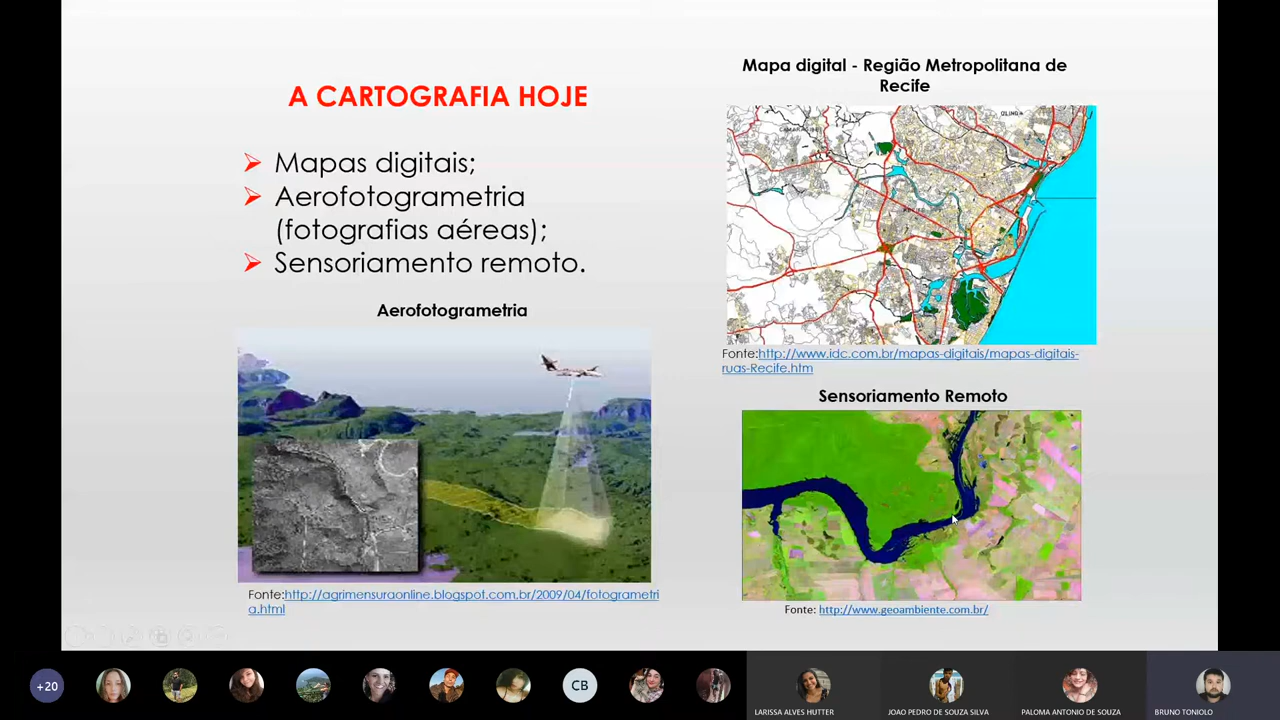 A CARTOGRAFIA HOJE
Mapas digitais;
Aerofotogrametria
(fotografias aéreas);
Sensoriamento remoto.
Aerofotogrametria
Fonte:http://agrimensuraonline.blogspot.com.br/2009/04/fotogrametri
a.html
Mapa digital - Região Metropolitana de
Recife
OLINDA
RECIFE
Fonte:http://www.idc.com.br/mapas-digitais/mapas-digitais-
ruas-Recife.htm
Sensoriamento Remoto
Fonte: http://www.geoambiente.com.br/
+20
CB
LARISSA ALVES HUTTER
JOAO PEDRO DE SOUZA SILVA
PALOMA ANTONIO DE SOUZA
BRUNO TONIOLO